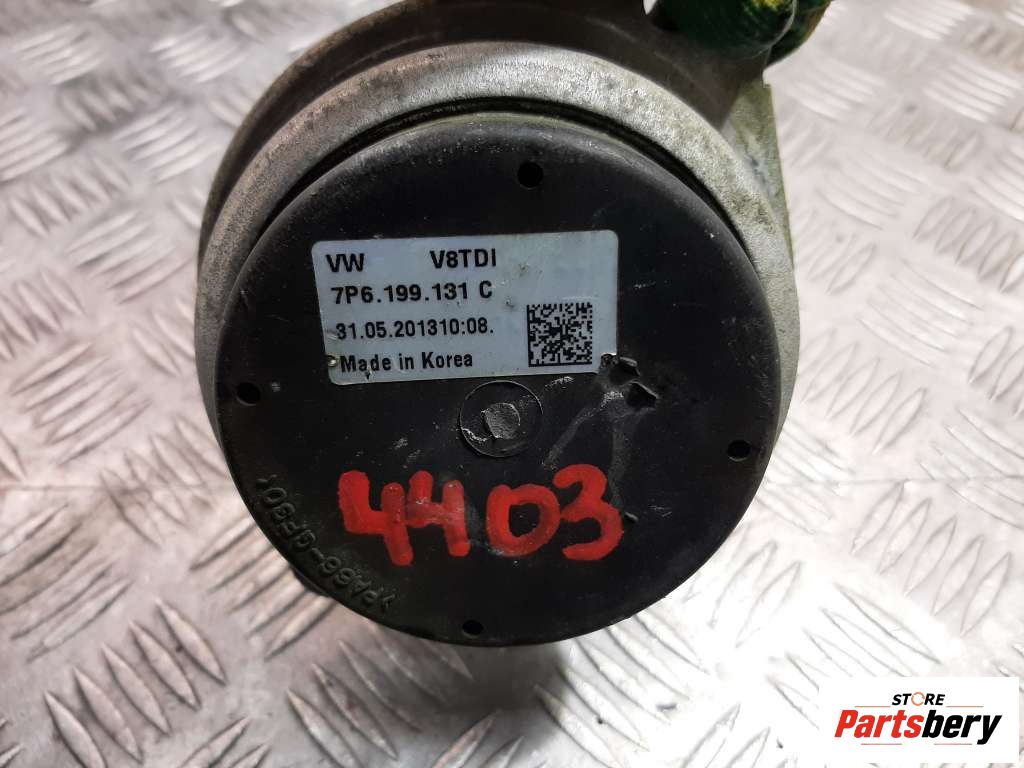 VW V8TDI
7P6.199.131 C
31.05.201310:08.
Made in Korea
4403
STORE
Partsbery